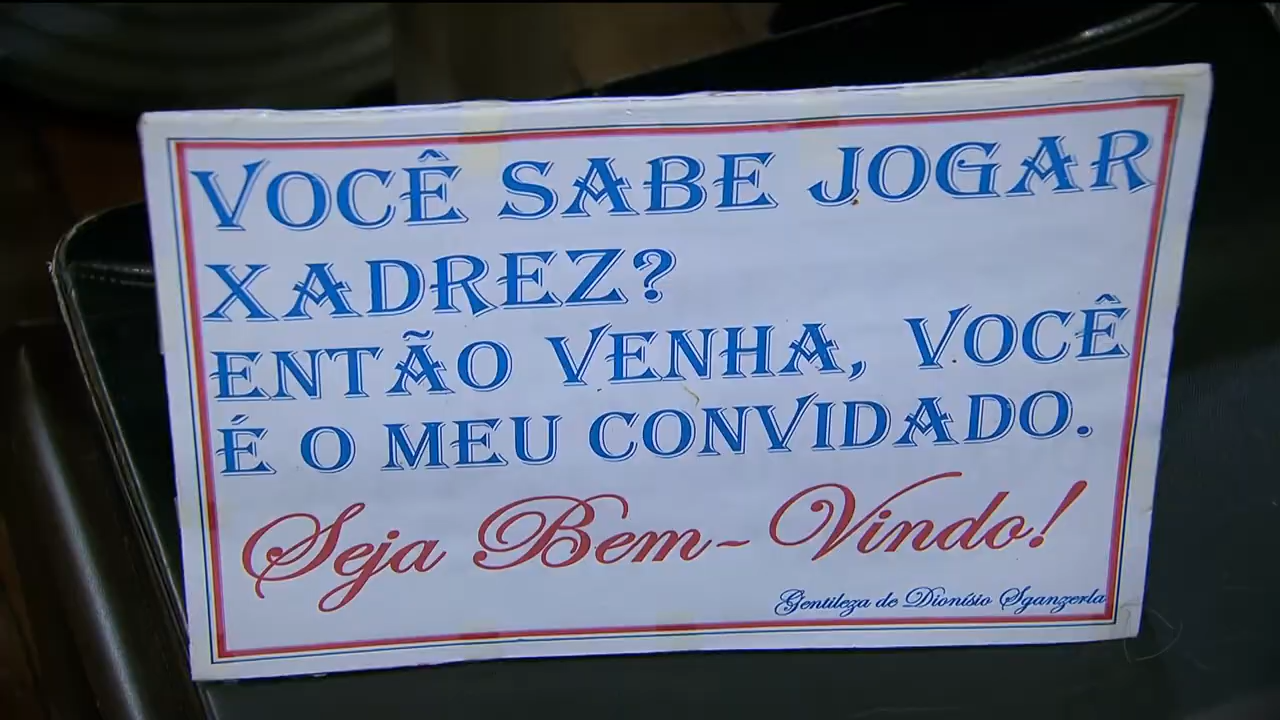 VOCÊ SABE JOGAR
XADREZ?
ENTÃO VENHA, VOCÊ
É O MEU CONVIDADO.
Seja Bem-Vindo!
Gentileza de Dionísio Sganzerla